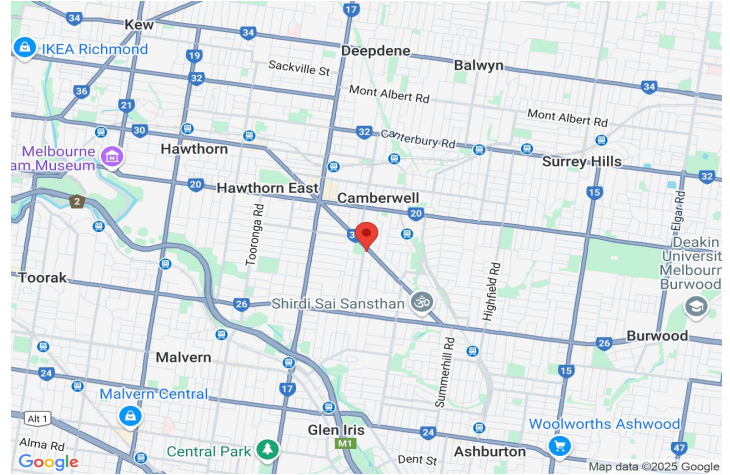 34
Kew
17
IKEA Richmond
34
Deepdene
19
Sackville St
Balwyn
32
36
Mont Albert Rd
34
21
Mont Albert Rd
30
32
Canterbury Rd
Melbourne
am Museum
Hawthorn
Surrey Hills
32
20
Hawthorn East
Camberwell
15
2
20
Elgar Rd
Tooronga Rd
Deakin
Universit
Melbourn
Burwood
Highfield Rd
Toorak
26
Shirdi Sai Sansthan
ॐ
26
Burwood
Malvern
Summerhill Rd
24
17
15
Malvern Central
Alt 1
Glen Iris
24
Woolworths Ashwood
Alma Rd
M1
Central Park
Ashburton
47
Dent St
Google
Map data ©2025 Google